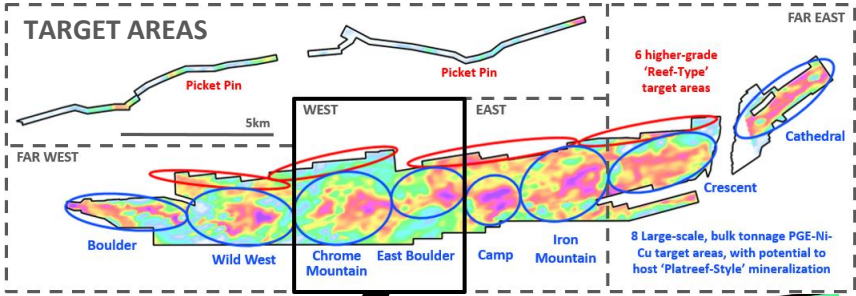 TARGET AREAS
FAR EAST
Picket Pin
Picket Pin
6 higher-grade
‘Reef-Type’
target areas
5km
WEST
EAST
FAR WEST
Cathedral
Crescent
Boulder
Wild West
Chrome
Mountain
East Boulder
Camp
Iron
Mountain
8 Large-scale, bulk tonnage PGE-Ni-
Cu target areas, with potential to
host ‘Platreef-Style’ mineralization